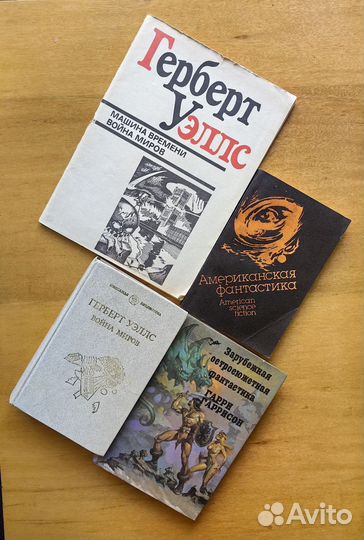 Герберт
Уэллс
МАШИНА ВРЕМЕНИ
ВОЙНА МИРОВ
Американская
фантастика
American
science
fiction
ГЕРБЕРТ УЭЛЛС
ВОЙНА МИРОВ
Зарубежная
остросюжетная
фантастика
ГАРРИ
ГАРРИСОН
Avito